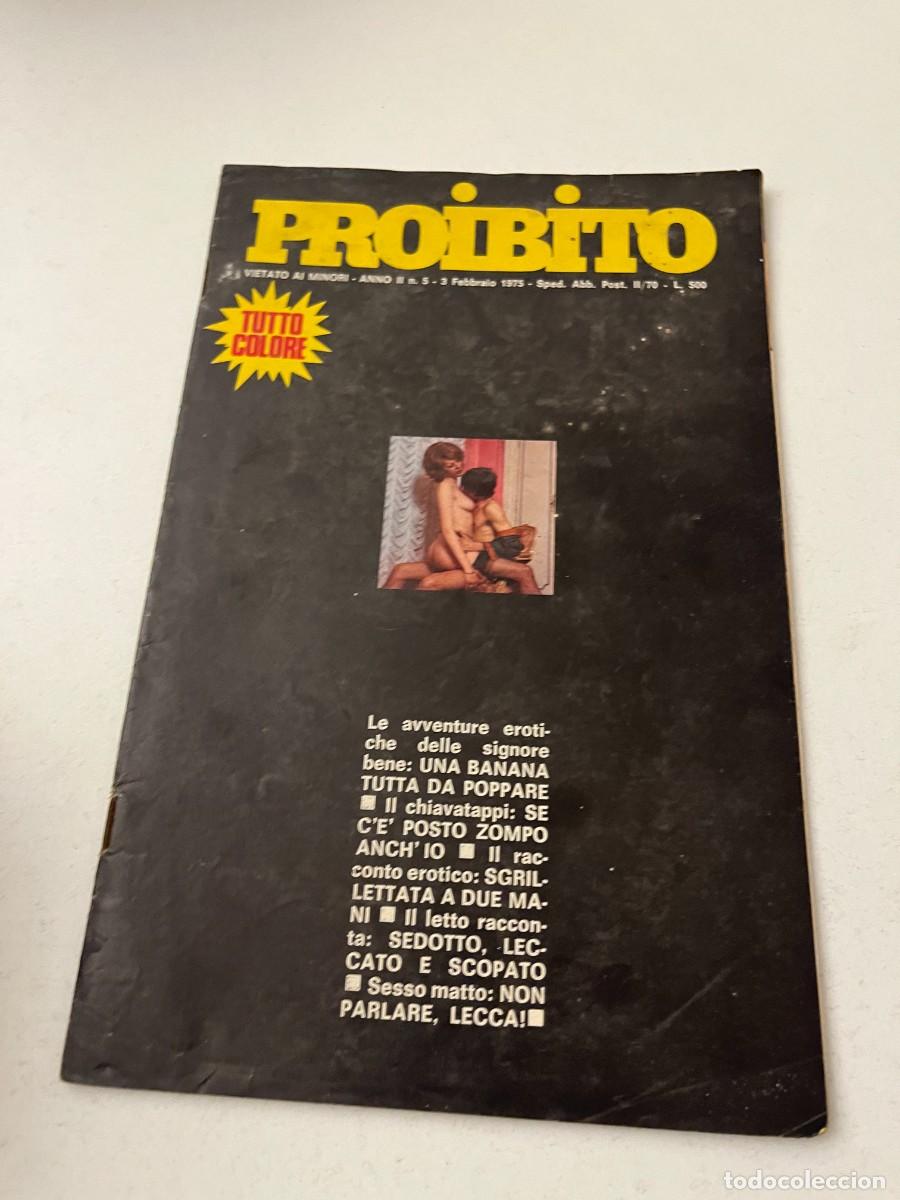 PROIBITO
VIETATO AI MINORI - ANNO II n. 5 - 3 Febbraio 1975 - Sped. Abb. Post. II/70 - L. 500
TUTTO
COLORE
Le avventure eroti-
che delle signore
bene: UNA BANANA
TUTTA DA POPPARE
■ Il chiavatappi: SE
C'E' POSTO ZOMPO
ANCH'IO ■ Il rac-
conto erotico: SGRIL-
LETTATA A DUE MA-
NI ■ Il letto raccon-
ta: SEDOTTO, LEC-
CATO E SCOPATO
■ Sesso matto: NON
PARLARE, LECCA!■
todocoleccion